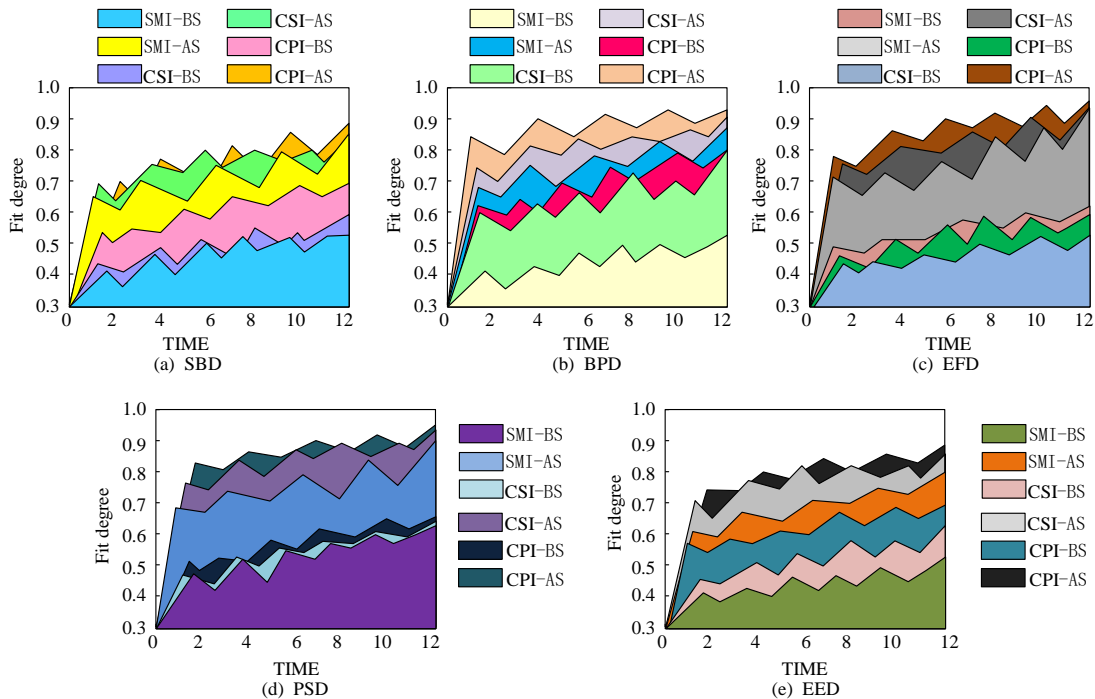 SMI-BS CSI-AS
SMI-AS CPI-BS
CSI-BS CPI-AS
Fit degree
1.0
0.9
0.8
0.7
0.6
0.5
0.4
0.3
0 2 4 6 8 10 12
TIME
(a) SBD
SMI-BS CSI-AS
SMI-AS CPI-BS
CSI-BS CPI-AS
Fit degree
1.0
0.9
0.8
0.7
0.6
0.5
0.4
0.3
0 2 4 6 8 10 12
TIME
(b) BPD
SMI-BS CSI-AS
SMI-AS CPI-BS
CSI-BS CPI-AS
Fit degree
1.0
0.9
0.8
0.7
0.6
0.5
0.4
0.3
0 2 4 6 8 10 12
TIME
(c) EFD
Fit degree
1.0
0.9
0.8
0.7
0.6
0.5
0.4
0.3
0 2 4 6 8 10 12
TIME
(d) PSD
SMI-BS
SMI-AS
CSI-BS
CSI-AS
CPI-BS
CPI-AS
Fit degree
1.0
0.9
0.8
0.7
0.6
0.5
0.4
0.3
0 2 4 6 8 10 12
TIME
(e) EED
SMI-BS
SMI-AS
CSI-BS
CSI-AS
CPI-BS
CPI-AS